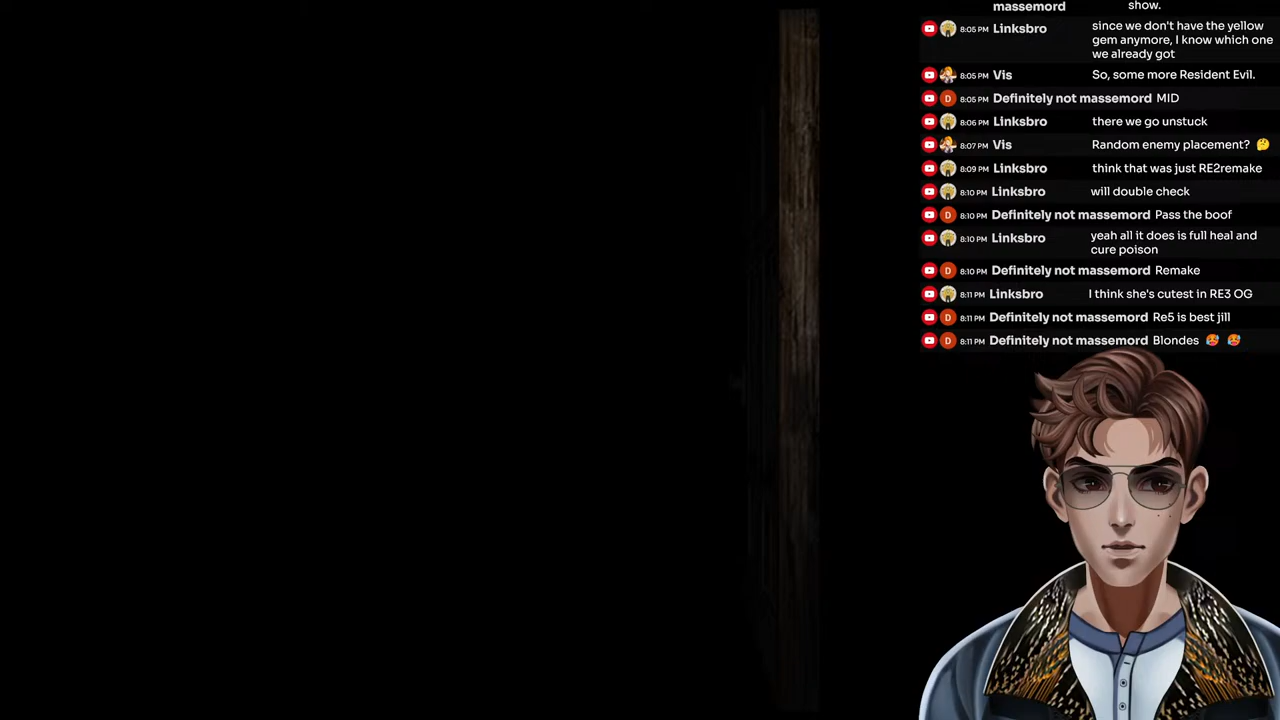 massemord show.
Linksbro since we don't have the yellow
gem anymore, I know which one
we already got
8:05 PM Vis So, some more Resident Evil.
D 8:05 PM Definitely not massemord MID
8:06 PM Linksbro there we go unstuck
8:07 PM Vis Random enemy placement? 🤔
8:09 PM Linksbro think that was just RE2remake
8:10 PM Linksbro will double check
D 8:10 PM Definitely not massemord Pass the boof
8:10 PM Linksbro yeah all it does is full heal and
cure poison
D 8:10 PM Definitely not massemord Remake
8:11 PM Linksbro I think she's cutest in RE3 OG
D 8:11 PM Definitely not massemord Re5 is best jill
D 8:11 PM Definitely not massemord Blondes 🥵 🥵